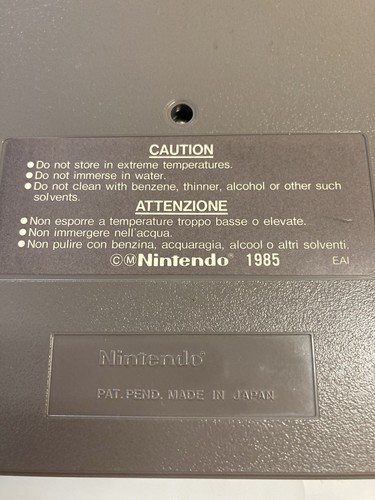 CAUTION
●Do not store in extreme temperatures.
●Do not immerse in water.
●Do not clean with benzene, thinner, alcohol or other such
solvents.
ATTENZIONE
●Non esporre a temperature troppo basse o elevate.
●Non immergere nell'acqua.
●Non pulire con benzina, acquaragia, alcool o altri solventi.
©Ⓜ Nintendo® 1985 EAI
Nintendo®
PAT. PEND. MADE IN JAPAN